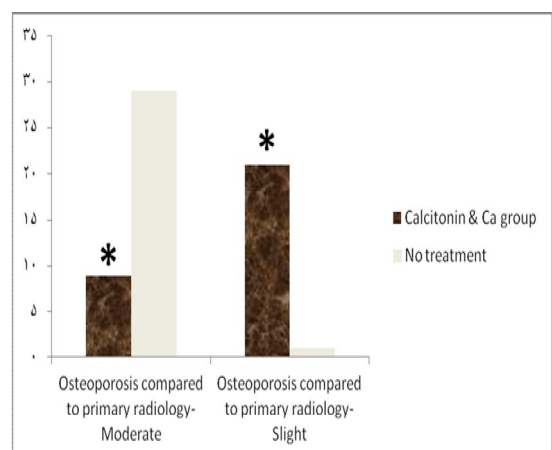 ۳۵
۳۰
۲۵
۲۰
۱۵
۱۰
۵
۰
*
*
Osteoporosis compared
to primary radiology-
Moderate
Osteoporosis compared
to primary radiology-
Slight
Calcitonin & Ca group
No treatment